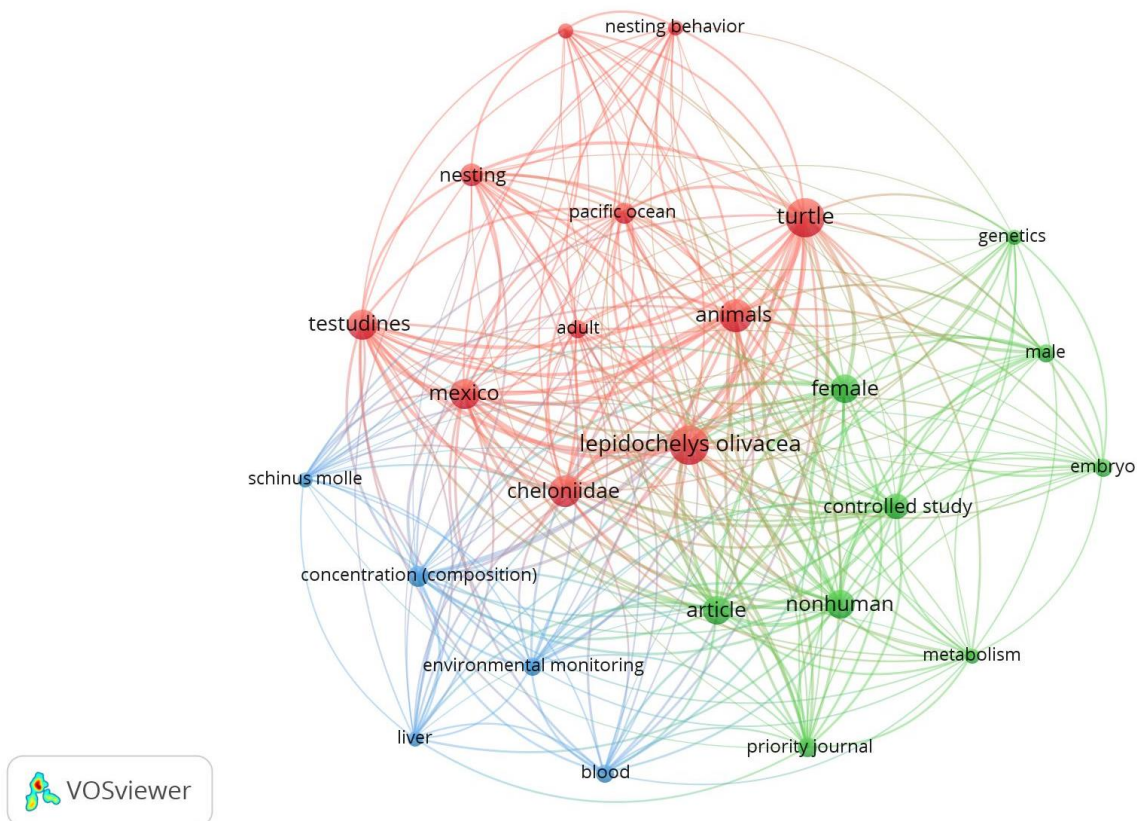 nesting behavior
nesting
pacific ocean
turtle
genetics
testudines
adult
animals
male
mexico
female
lepidochelys olivacea
embryo
schinus molle
cheloniidae
controlled study
concentration (composition)
article
nonhuman
environmental monitoring
metabolism
liver
priority journal
blood
VOSviewer